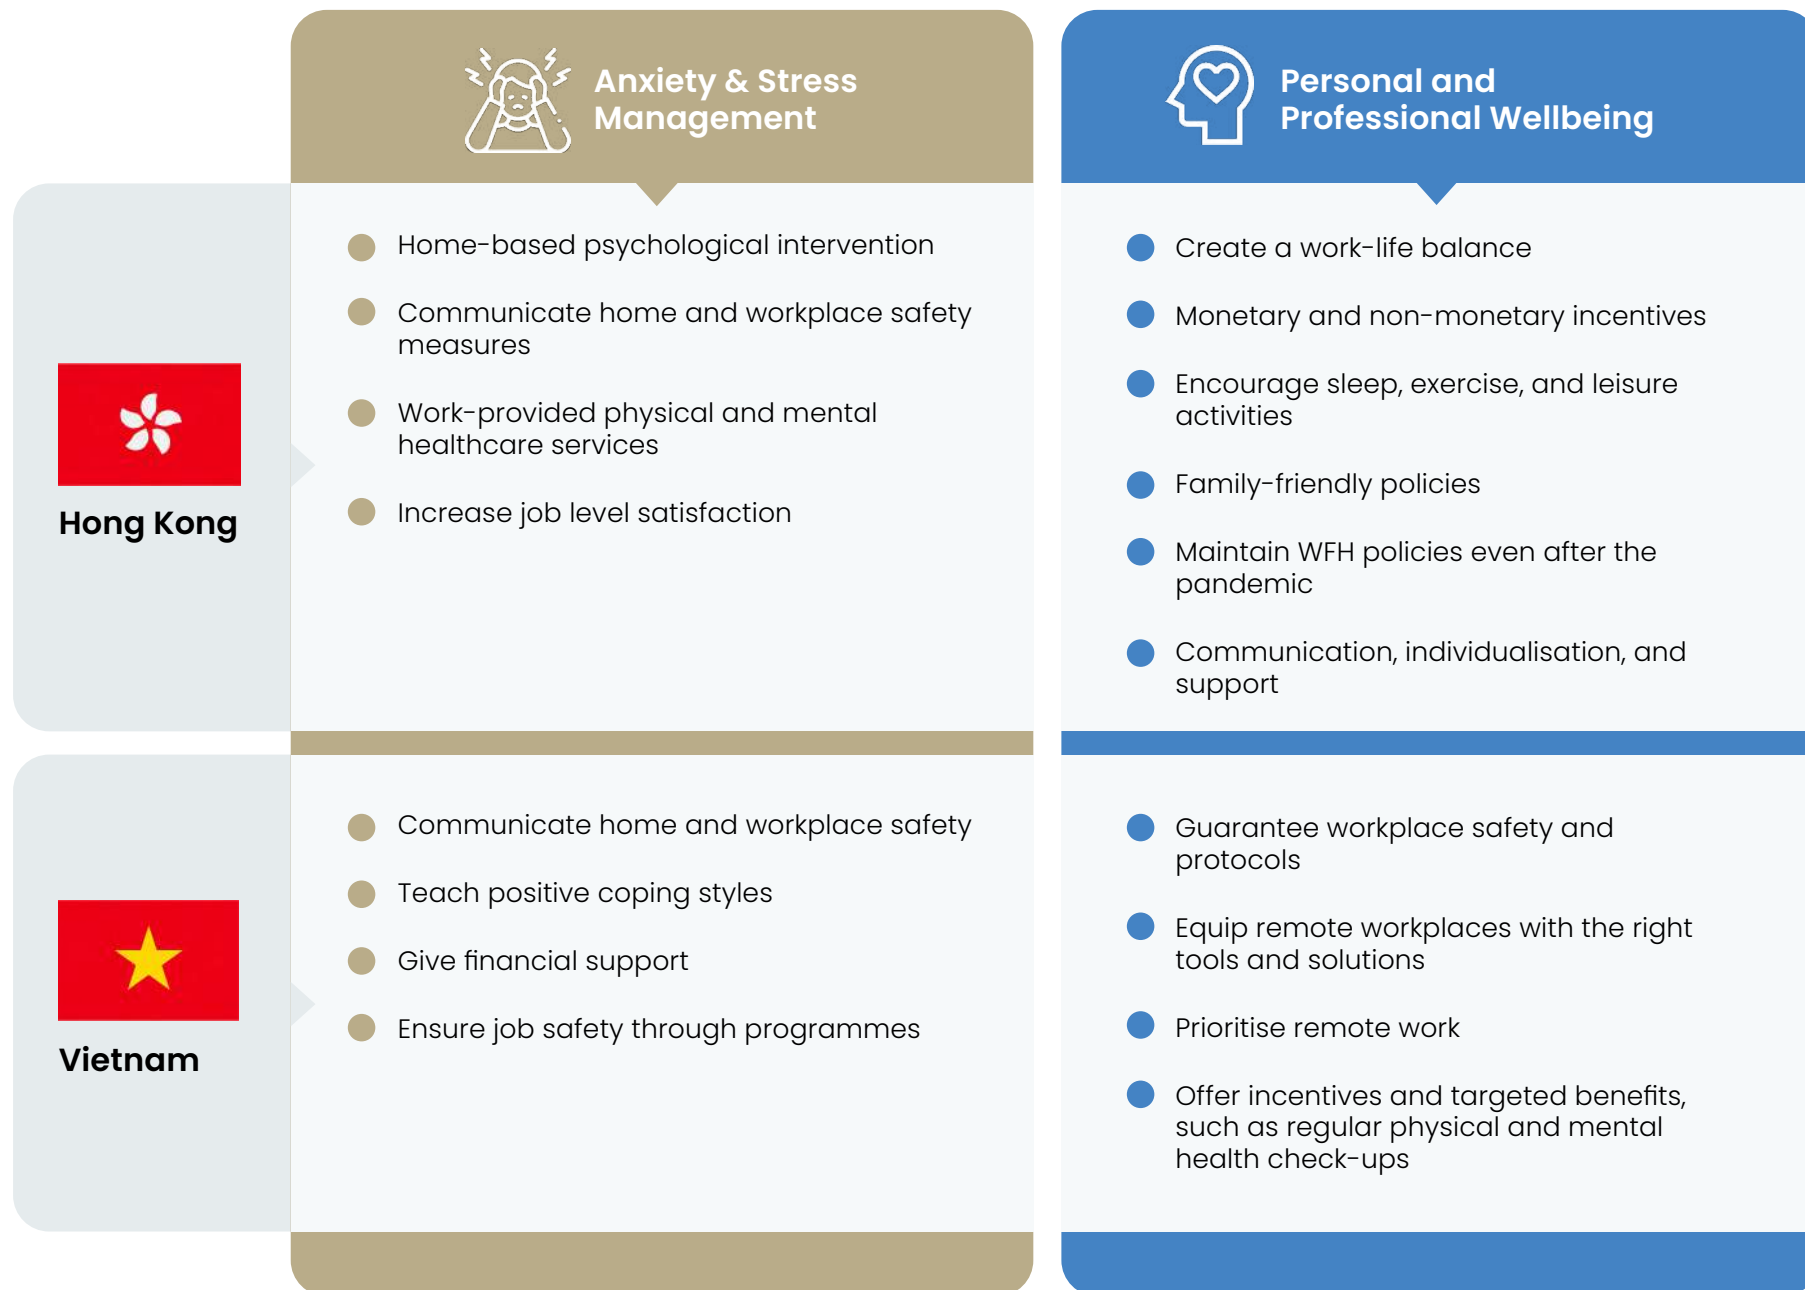 Anxiety & Stress
Management
Personal and
Professional Wellbeing
Hong Kong
Home-based psychological intervention
Communicate home and workplace safety
measures
Work-provided physical and mental
healthcare services
Increase job level satisfaction
Create a work-life balance
Monetary and non-monetary incentives
Encourage sleep, exercise, and leisure
activities
Family-friendly policies
Maintain WFH policies even after the
pandemic
Communication, individualisation, and
support
Vietnam
Communicate home and workplace safety
Teach positive coping styles
Give financial support
Ensure job safety through programmes
Guarantee workplace safety and
protocols
Equip remote workplaces with the right
tools and solutions
Prioritise remote work
Offer incentives and targeted benefits,
such as regular physical and mental
health check-ups